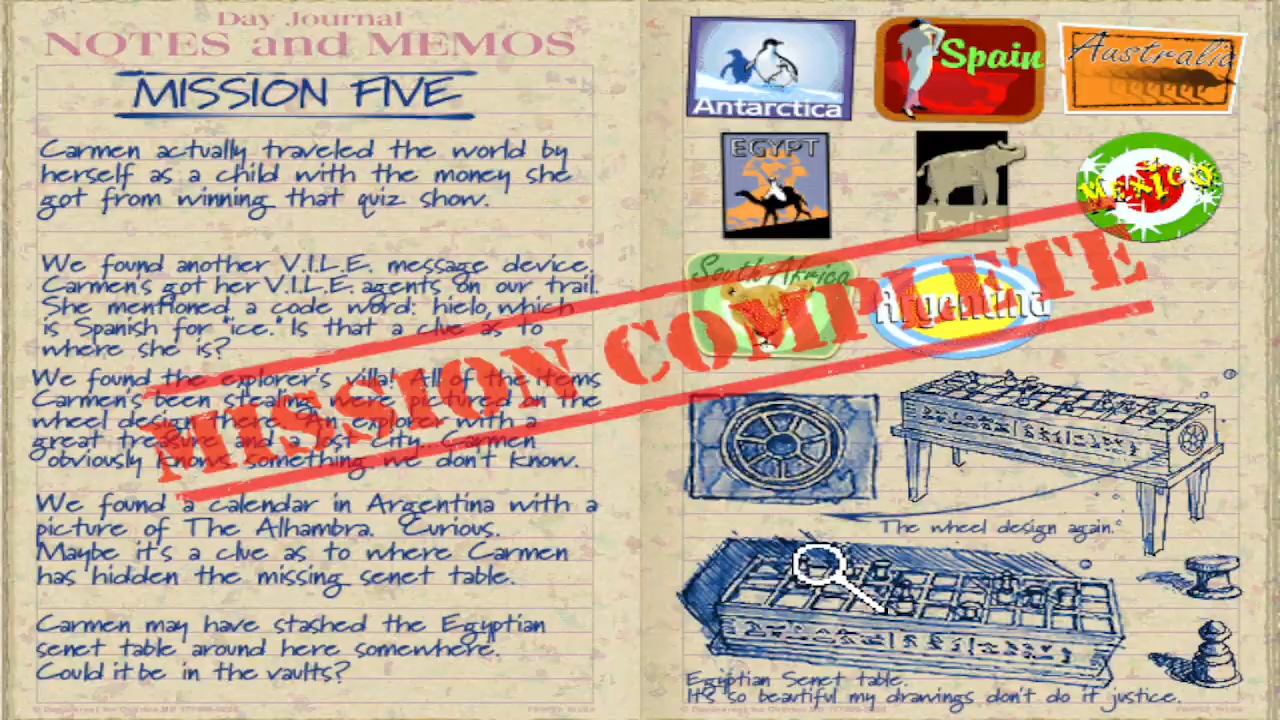 Day Journal
NOTES and MEMOS
MISSION FIVE
Carmen actually traveled the world by
herself as a child with the money she
got from winning that quiz show.
We found another V.I.L.E. message device.
Carmen's got her V.I.L.E. agents on our trail.
She mentioned a code word: hielo, which
is Spanish for "ice." Is that a clue as to
where she is?
We found the explorer's villa! All of the items
Carmen's been stealing were pictured on the
wheel design there. An explorer with a
great treasure and a lost city. Carmen
obviously knows something we don't know.
We found a calendar in Argentina with a
picture of The Alhambra. Curious.
Maybe it's a clue as to where Carmen
has hidden the missing senet table.
Carmen may have stashed the Egyptian
senet table around here somewhere.
Could it be in the vaults?
Antarctica
Spain
Australia
EGYPT
India
MEXICO
South Africa
Argentina
MISSION COMPLETE
The wheel design again.
Egyptian Senet table.
It's so beautiful my drawings don't do it justice.